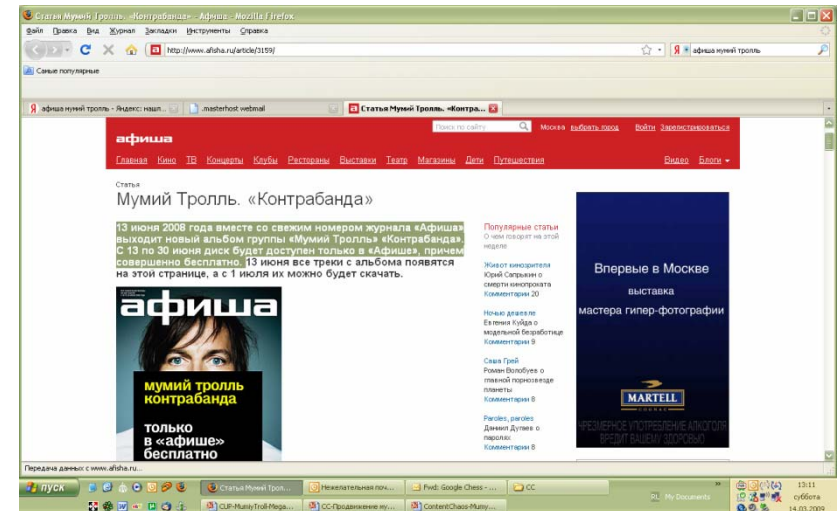 Статья Мумий Тролль. «Контрабанда» - Афиша - Mozilla Firefox
Файл Правка Вид Журнал Закладки Инструменты Справка
http://www.afisha.ru/article/3159/
афиша мумий тролль
Самые популярные
афиша мумий тролль - Яндекс: нашл...
.masterhost webmail
Статья Мумий Тролль. «Контра...
афиша
Поиск по сайту
Москва выбрать город Войти Зарегистрироваться
Главная Кино ТВ Концерты Клубы Рестораны Выставки Театр Магазины Дети Путешествия Видео Блоги
Статья
Мумий Тролль. «Контрабанда»
13 июня 2008 года вместе со свежим номером журнала «Афиша»
выходит новый альбом группы «Мумий Тролль» «Контрабанда».
С 13 по 30 июня диск будет доступен только в «Афише», причем
совершенно бесплатно. 13 июня все треки с альбома появятся
на этой странице, а с 1 июля их можно будет скачать.
афиша
мумий тролль
контрабанда
только
в «афише»
бесплатно
Популярные статьи
О чем говорят на этой
неделе
Живот кинозрители
Юрий Сапрыкин о
смерти кинопроката
Комментарии 20
Ночью дешевле
Евгения Куйда о
модельной безработице
Комментарии 9
Саша Грей
Роман Волобуев о
главной порнозвезде
планеты
Комментарии 8
Paroles, paroles
Даниил Дугаев о
паролях
Комментарии 8
Впервые в Москве
выставка
мастера гипер-фотографии
MARTELL
COGNAC
ЧРЕЗМЕРНОЕ УПОТРЕБЛЕНИЕ АЛКОГОЛЯ
ВРЕДИТ ВАШЕМУ ЗДОРОВЬЮ
Передача данных с www.afisha.ru...
пуск
Статья Мумий Трол...
Нежелательная поч...
Fwd: Google Chess - ...
CC
RU My Documents
13:11
CUP-MumiyTroll-Mega...
CC-Продвижение му...
ContentChaos-Mumy...
суббота
14.03.2009